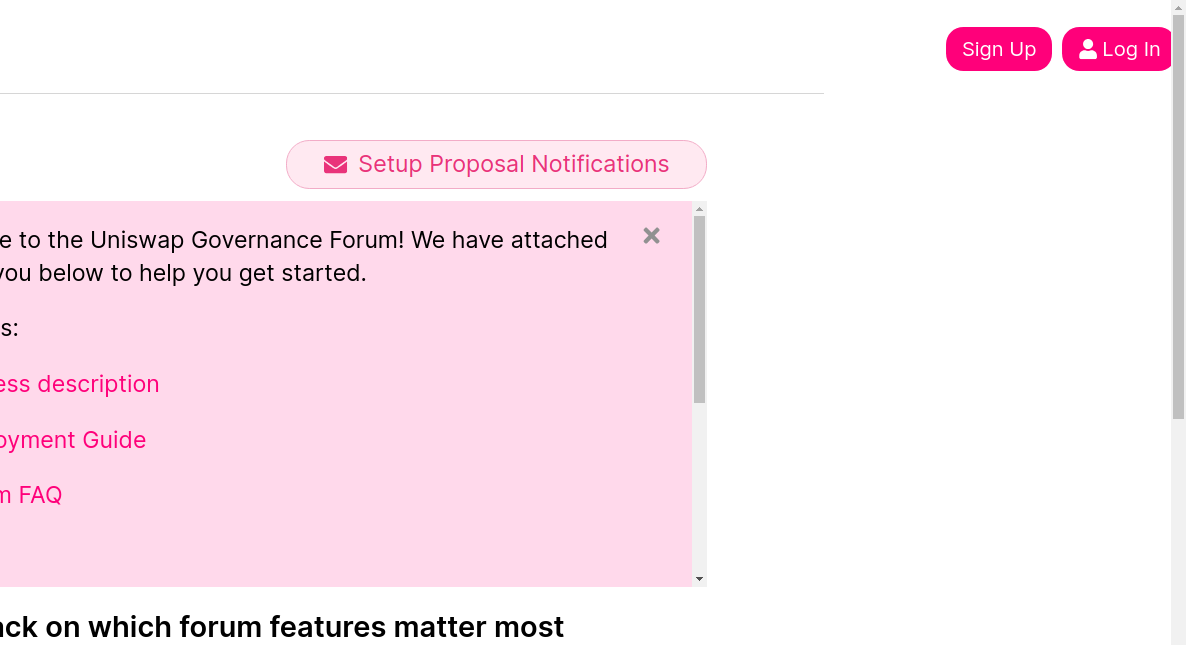 Sign Up
Log In
Setup Proposal Notifications
e to the Uniswap Governance Forum! We have attached
you below to help you get started.
s:
ess description
oyment Guide
m FAQ
ack on which forum features matter most